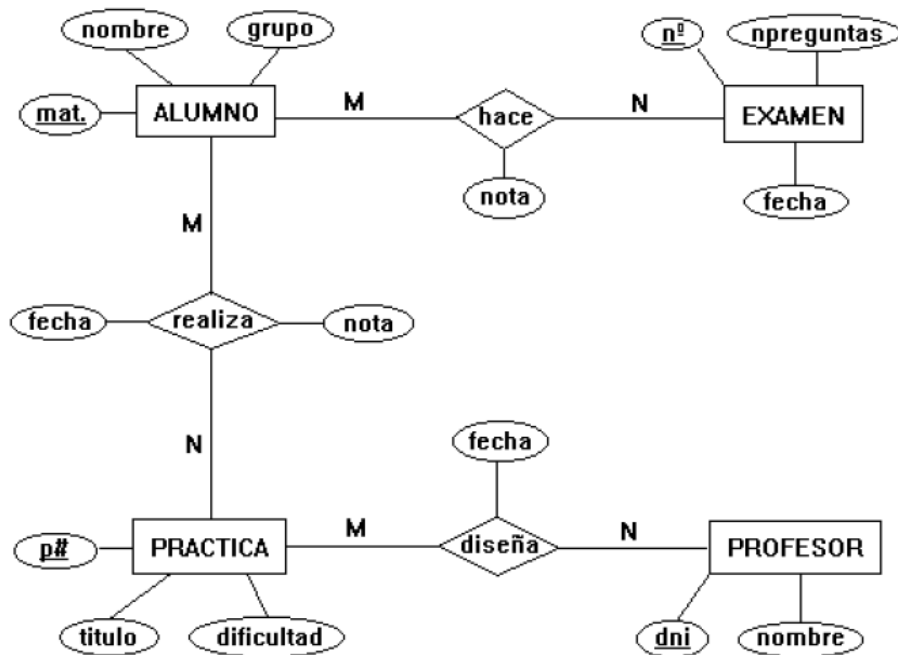 nombre
grupo
nº
npreguntas
mat.
ALUMNO
M
hace
N
EXAMEN
nota
fecha
M
fecha
realiza
nota
N
fecha
p#
PRACTICA
M
diseña
N
PROFESOR
titulo
dificultad
dni
nombre